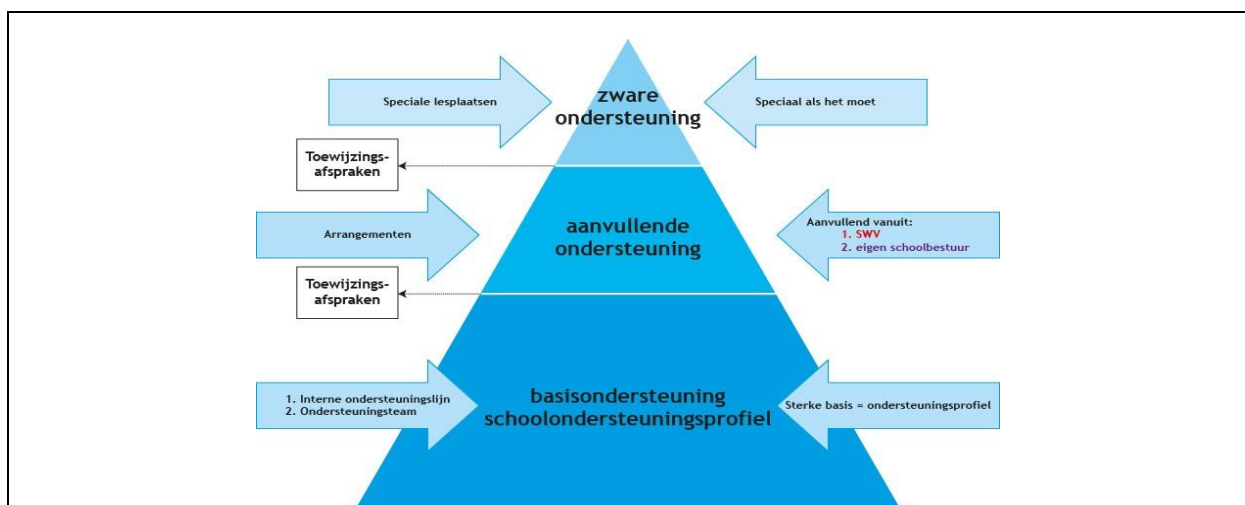 Speciale lesplaatsen
zware
ondersteuning
Speciaal als het moet
Toewijzings-
afspraken
Arrangementen
aanvullende
ondersteuning
Aanvullend vanuit:
1. SWV
2. eigen schoolbestuur
Toewijzings-
afspraken
1. Interne ondersteuningslijn
2. Ondersteuningsteam
basisondersteuning
schoolondersteuningsprofiel
Sterke basis = ondersteuningsprofiel